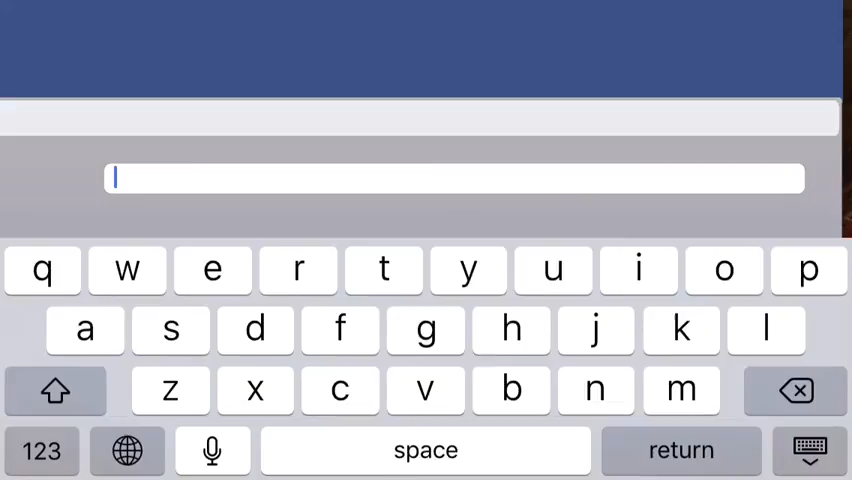 q w e r t y u i o p
a s d f g h j k l
z x c v b n m
123 space return